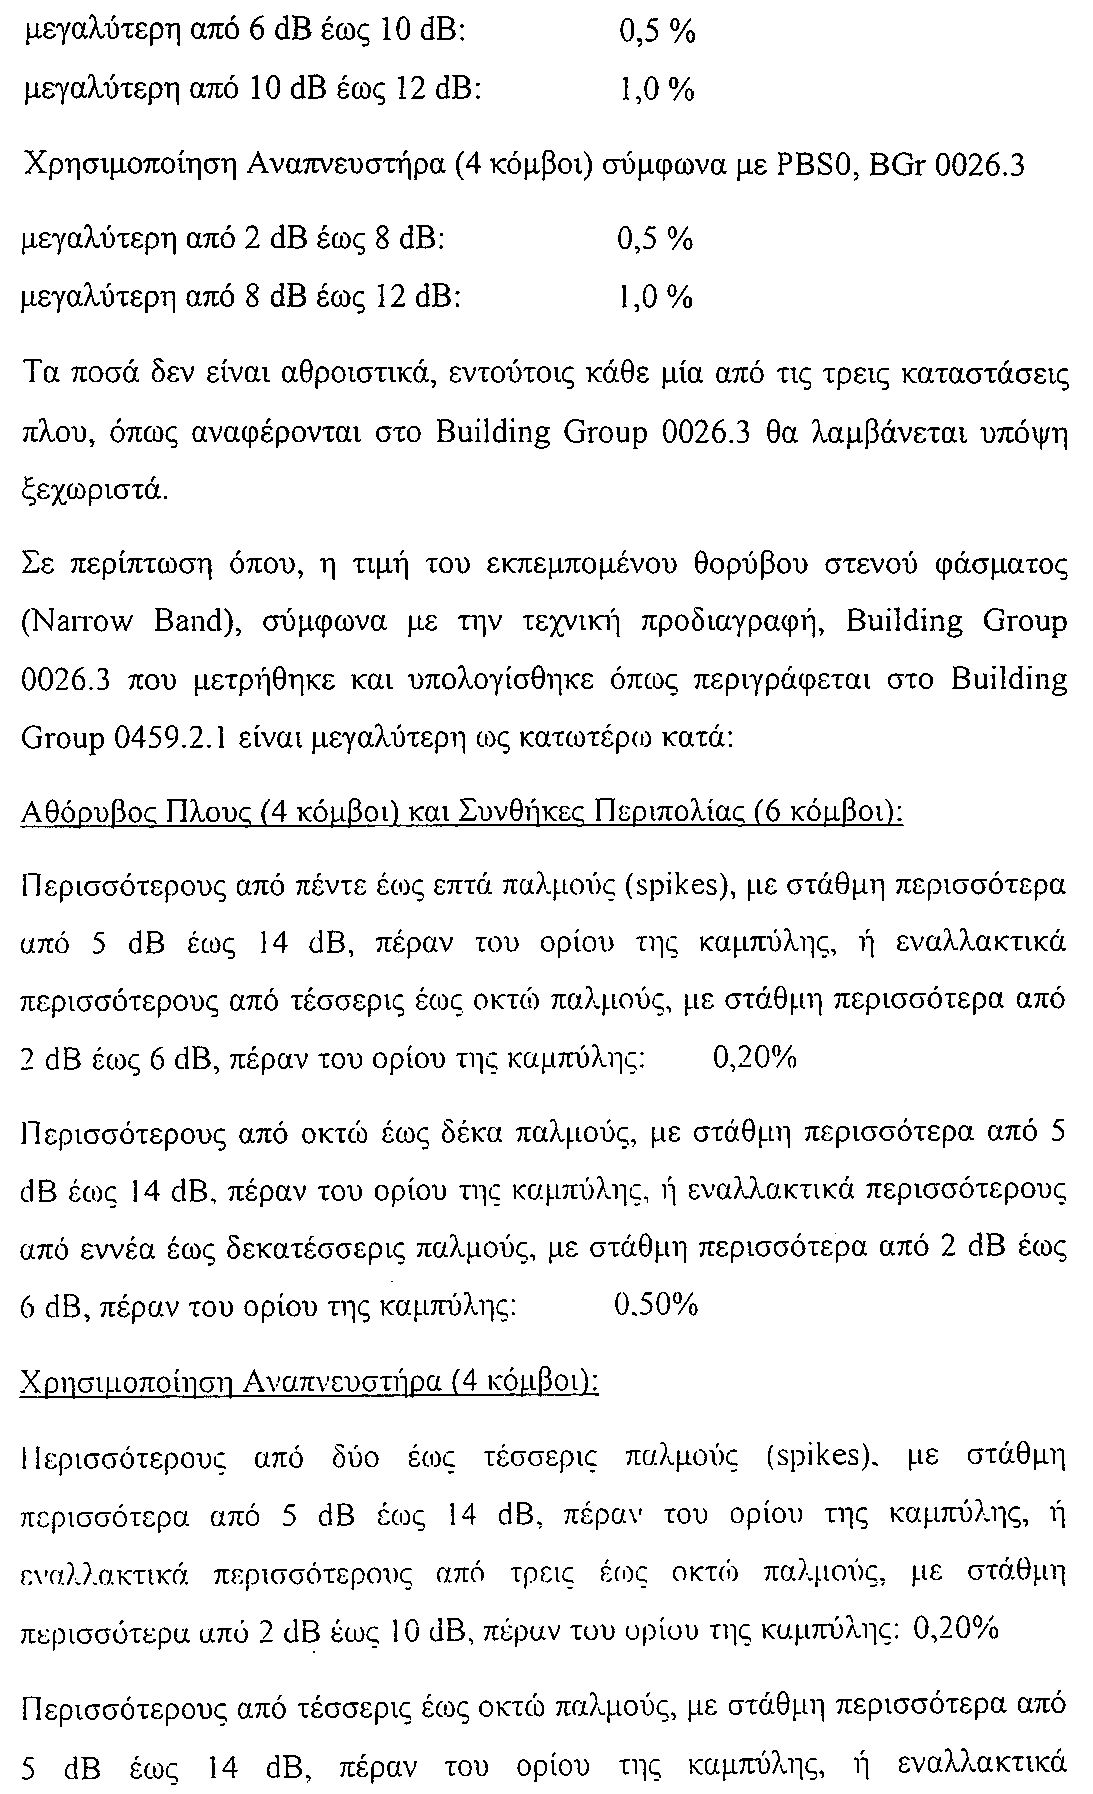 μεγαλύτερη από 6 dB έως 10 dB: 0,5 %
μεγαλύτερη από 10 dB έως 12 dB: 1,0 %
Χρησιμοποίηση Αναπνευστήρα (4 κόμβοι) σύμφωνα με PBS0, BGr 0026.3
μεγαλύτερη από 2 dB έως 8 dB: 0,5 %
μεγαλύτερη από 8 dB έως 12 dB: 1,0 %
Τα ποσά δεν είναι αθροιστικά, εντούτοις κάθε μία από τις τρεις καταστάσεις
πλου, όπως αναφέρονται στο Building Group 0026.3 θα λαμβάνεται υπόψη
ξεχωριστά.
Σε περίπτωση όπου, η τιμή του εκπεμπομένου θορύβου στενού φάσματος
(Narrow Band), σύμφωνα με την τεχνική προδιαγραφή, Building Group
0026.3 που μετρήθηκε και υπολογίσθηκε όπως περιγράφεται στο Building
Group 0459.2.1 είναι μεγαλύτερη ως κατωτέρω κατά:
Αθόρυβος Πλους (4 κόμβοι) και Συνθήκες Περιπολίας (6 κόμβοι):
Περισσότερους από πέντε έως επτά παλμούς (spikes), με στάθμη περισσότερα
από 5 dB έως 14 dB, πέραν του ορίου της καμπύλης, ή εναλλακτικά
περισσότερους από τέσσερις έως οκτώ παλμούς, με στάθμη περισσότερα από
2 dB έως 6 dB, πέραν του ορίου της καμπύλης: 0,20%
Περισσότερους από οκτώ έως δέκα παλμούς, με στάθμη περισσότερα από 5
dB έως 14 dB, πέραν του ορίου της καμπύλης, ή εναλλακτικά περισσότερους
από εννέα έως δεκατέσσερις παλμούς, με στάθμη περισσότερα από 2 dB έως
6 dB, πέραν του ορίου της καμπύλης: 0.50%
Χρησιμοποίηση Αναπνευστήρα (4 κόμβοι):
Περισσότερους από δύο έως τέσσερις παλμούς (spikes), με στάθμη
περισσότερα από 5 dB έως 14 dB, πέραν του ορίου της καμπύλης, ή
εναλλακτικά περισσότερους από τρεις έως οκτώ παλμούς, με στάθμη
περισσότερα από 2 dB έως 10 dB, πέραν του ορίου της καμπύλης: 0,20%
Περισσότερους από τέσσερις έως οκτώ παλμούς, με στάθμη περισσότερα από
5 dB έως 14 dB, πέραν του ορίου της καμπύλης, ή εναλλακτικά